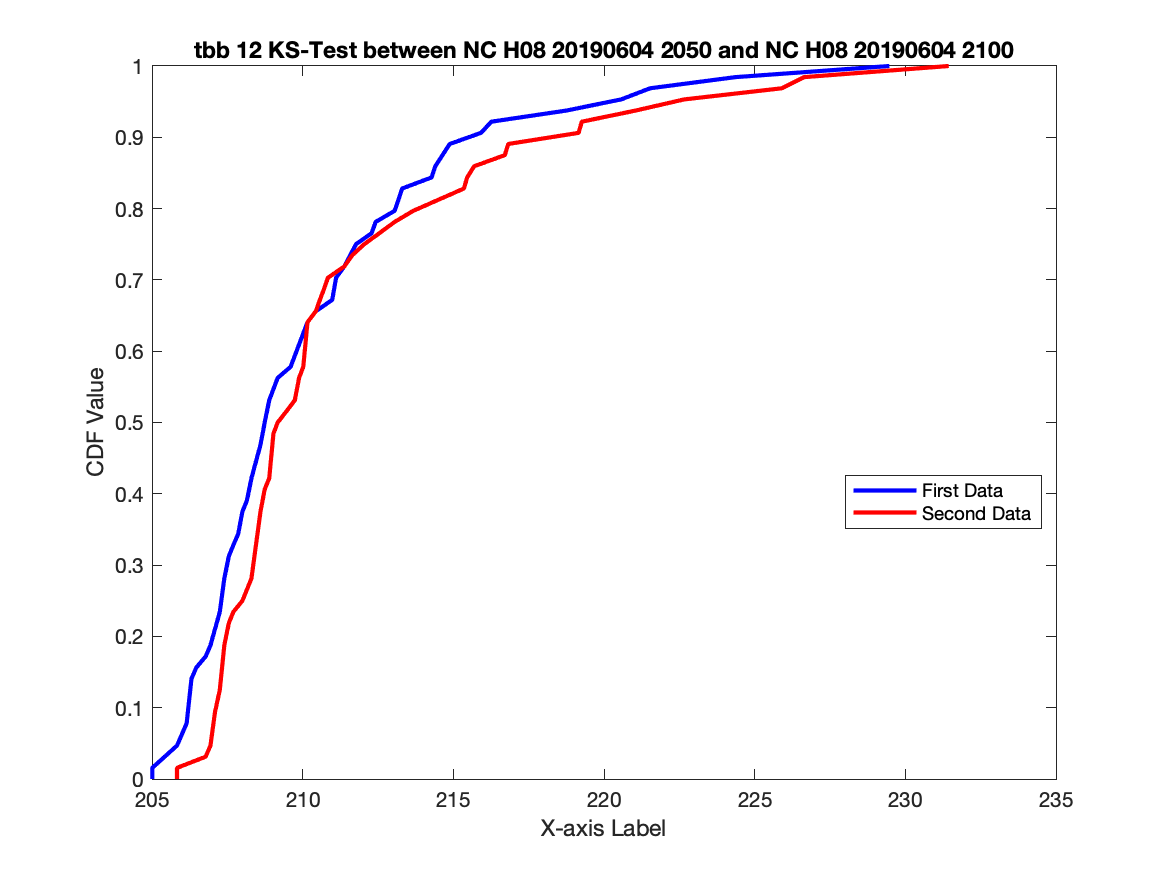 tbb 12 KS-Test between NC H08 20190604 2050 and NC H08 20190604 2100
1
0.9
0.8
0.7
0.6
0.5
0.4
0.3
0.2
0.1
0
CDF Value
First Data
Second Data
205 210 215 220 225 230 235
X-axis Label